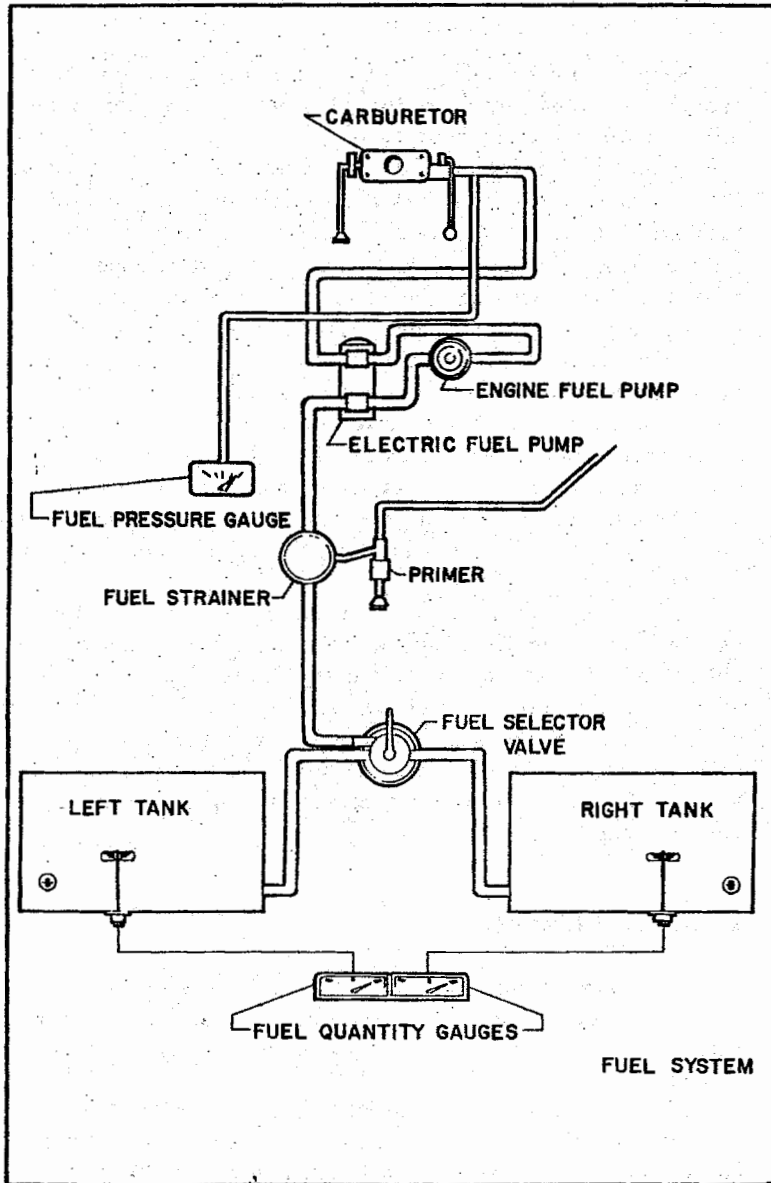 CARBURETOR
ENGINE FUEL PUMP
ELECTRIC FUEL PUMP
FUEL PRESSURE GAUGE
PRIMER
FUEL STRAINER
FUEL SELECTOR
VALVE
LEFT TANK
RIGHT TANK
FUEL QUANTITY GAUGES
FUEL SYSTEM